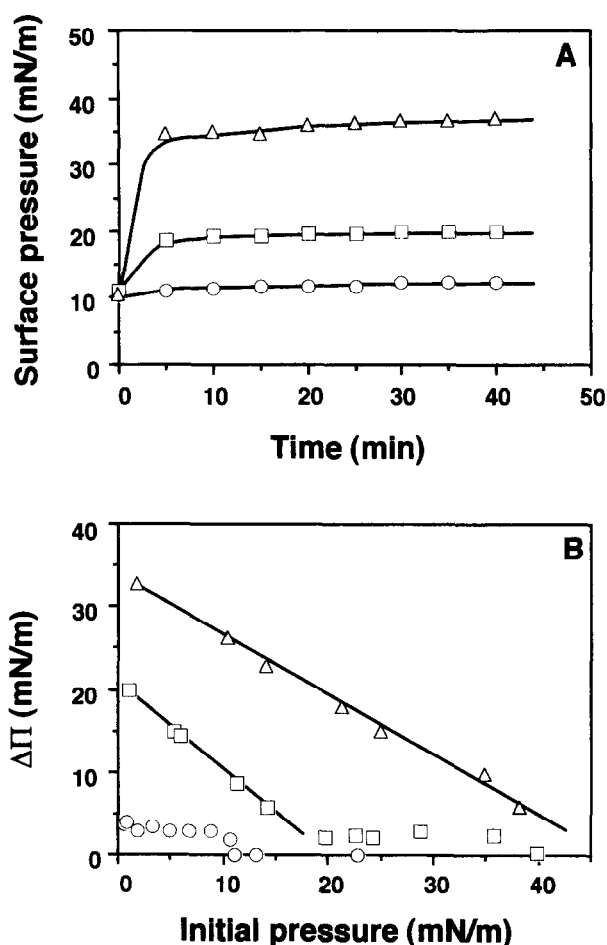 A
Surface pressure (mN/m)
50
40
30
20
10
0
0 10 20 30 40 50
Time (min)
B
ΔΠ (mN/m)
40
30
20
10
0
0 10 20 30 40
Initial pressure (mN/m)